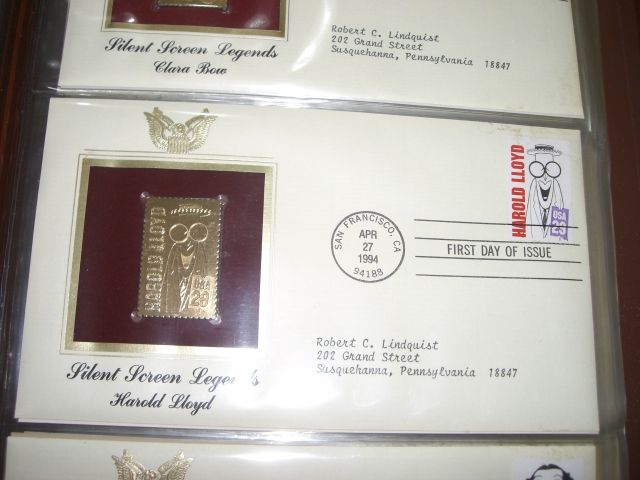 Silent Screen Legends
Clara Bow
Robert C. Lindquist
202 Grand Street
Susquehanna, Pennsylvania 18847
HAROLD LLOYD
USA
29
SAN FRANCISCO, CA
APR
27
1994
94188
FIRST DAY OF ISSUE
HAROLD LLOYD
USA
29
Robert C. Lindquist
202 Grand Street
Susquehanna, Pennsylvania 18847
Silent Screen Legends
Harold Lloyd